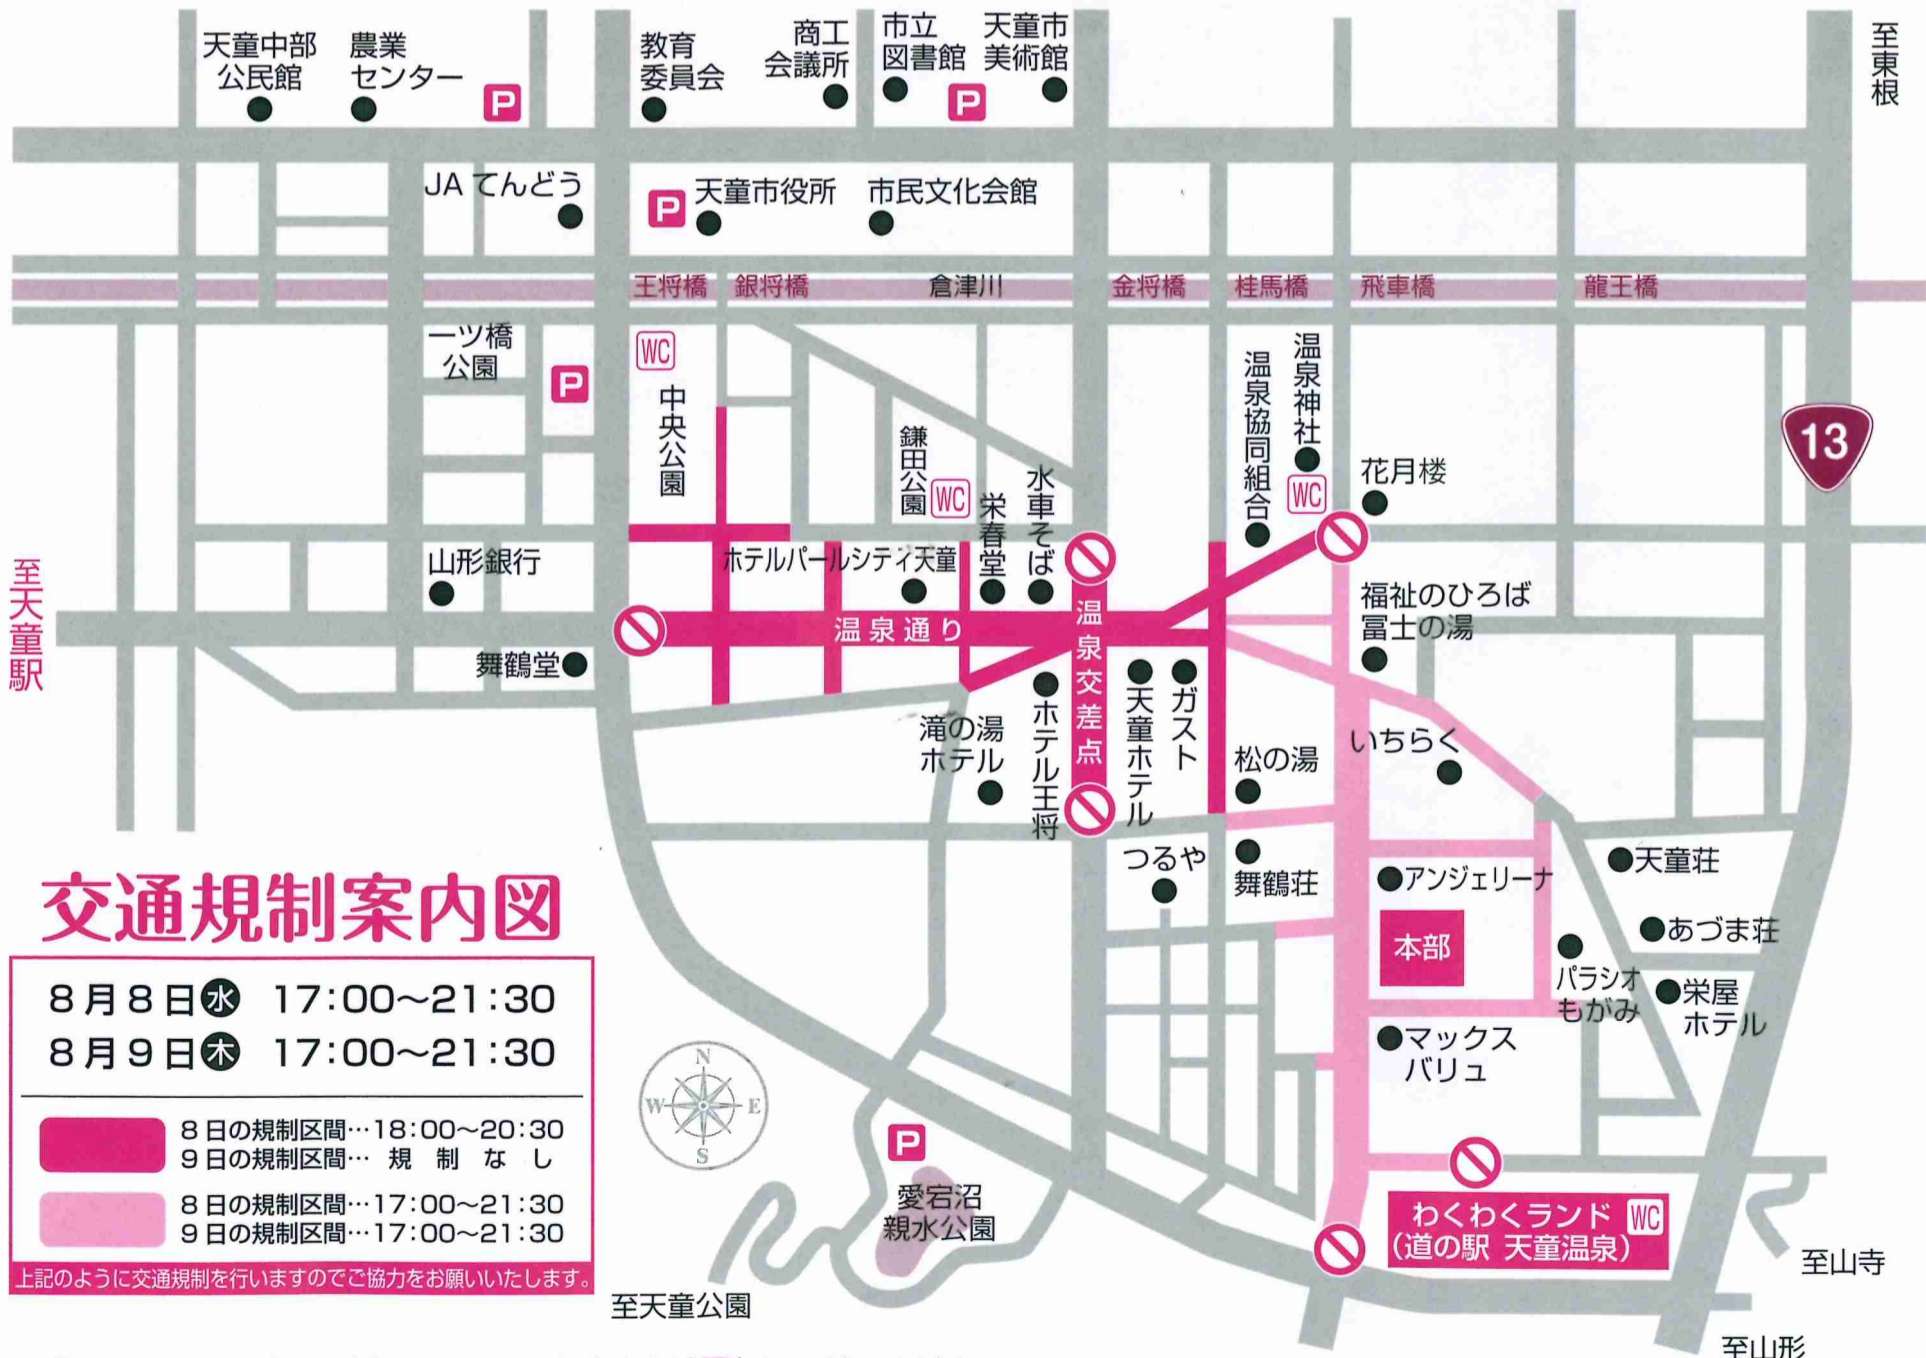 天童中部
公民館
農業
センター
P
教育
委員会
商工
会議所
市立
図書館
P
天童市
美術館
至東根
JA てんどう
P
天童市役所
市民文化会館
王将橋
銀将橋
倉津川
金将橋
桂馬橋
飛車橋
龍王橋
一ツ橋
公園
P
WC
中央公園
鎌田公園
WC
栄春堂
水車そば
温泉協同組合
温泉神社
WC
花月楼
13
至天童駅
山形銀行
ホテルパールシティ天童
温泉通り
温泉交差点
福祉のひろば
冨士の湯
舞鶴堂
滝の湯
ホテル
ホテル王将
天童ホテル
ガスト
松の湯
いちらく
つるや
舞鶴荘
アンジェリーナ
天童荘
本部
あづま荘
パラシオ
もがみ
栄屋
ホテル
マックス
バリュ
交通規制案内図
8月8日水 17:00〜21:30
8月9日木 17:00〜21:30
8日の規制区間…18:00〜20:30
9日の規制区間…規制なし
8日の規制区間…17:00〜21:30
9日の規制区間…17:00〜21:30
上記のように交通規制を行いますのでご協力をお願いいたします。
N
W
E
S
P
愛宕沼
親水公園
わくわくランド WC
(道の駅 天童温泉)
至天童公園
至山寺
至山形